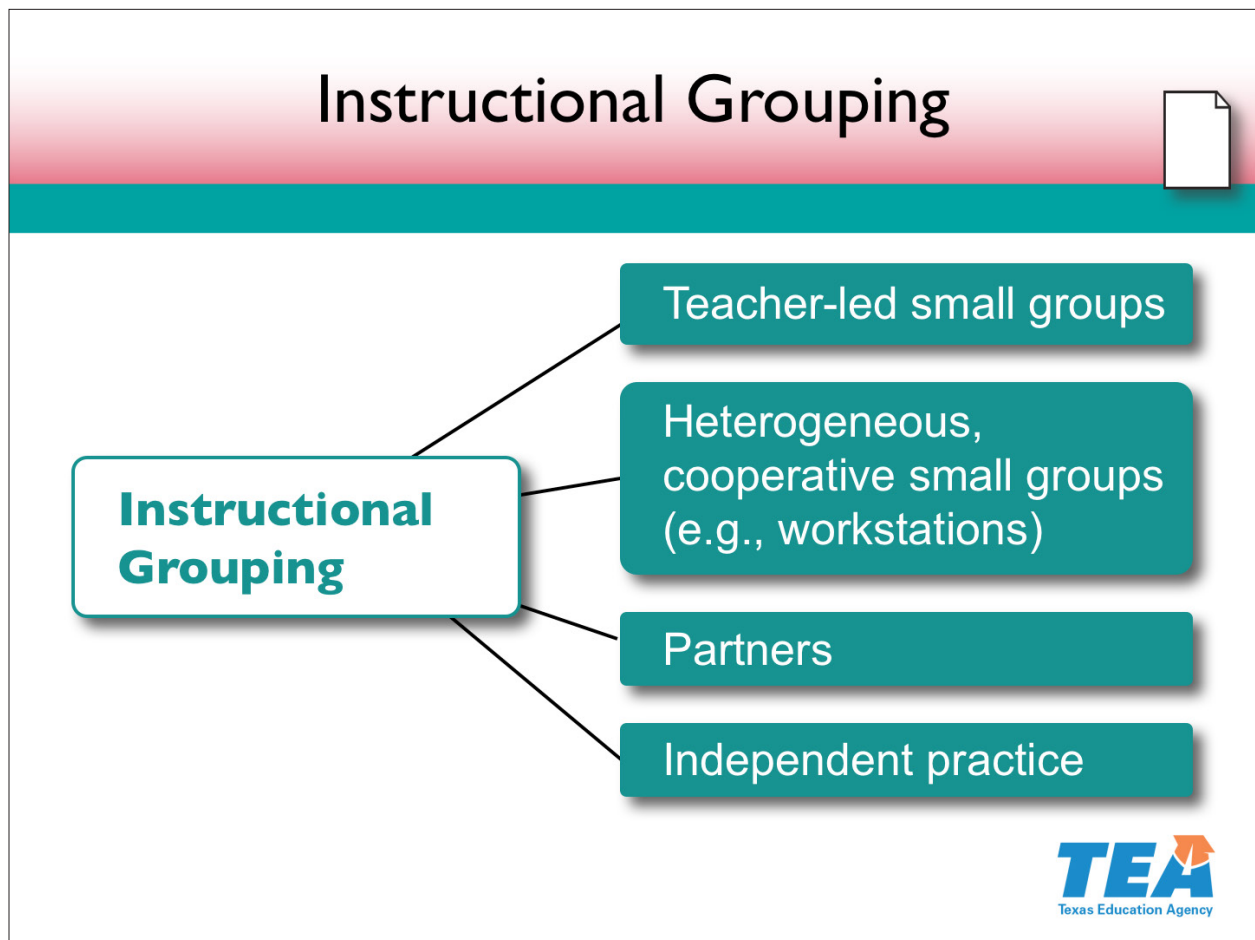 Instructional Grouping
Teacher-led small groups
Heterogeneous,
cooperative small groups
(e.g., workstations)
Instructional
Grouping
Partners
Independent practice
TEA
Texas Education Agency